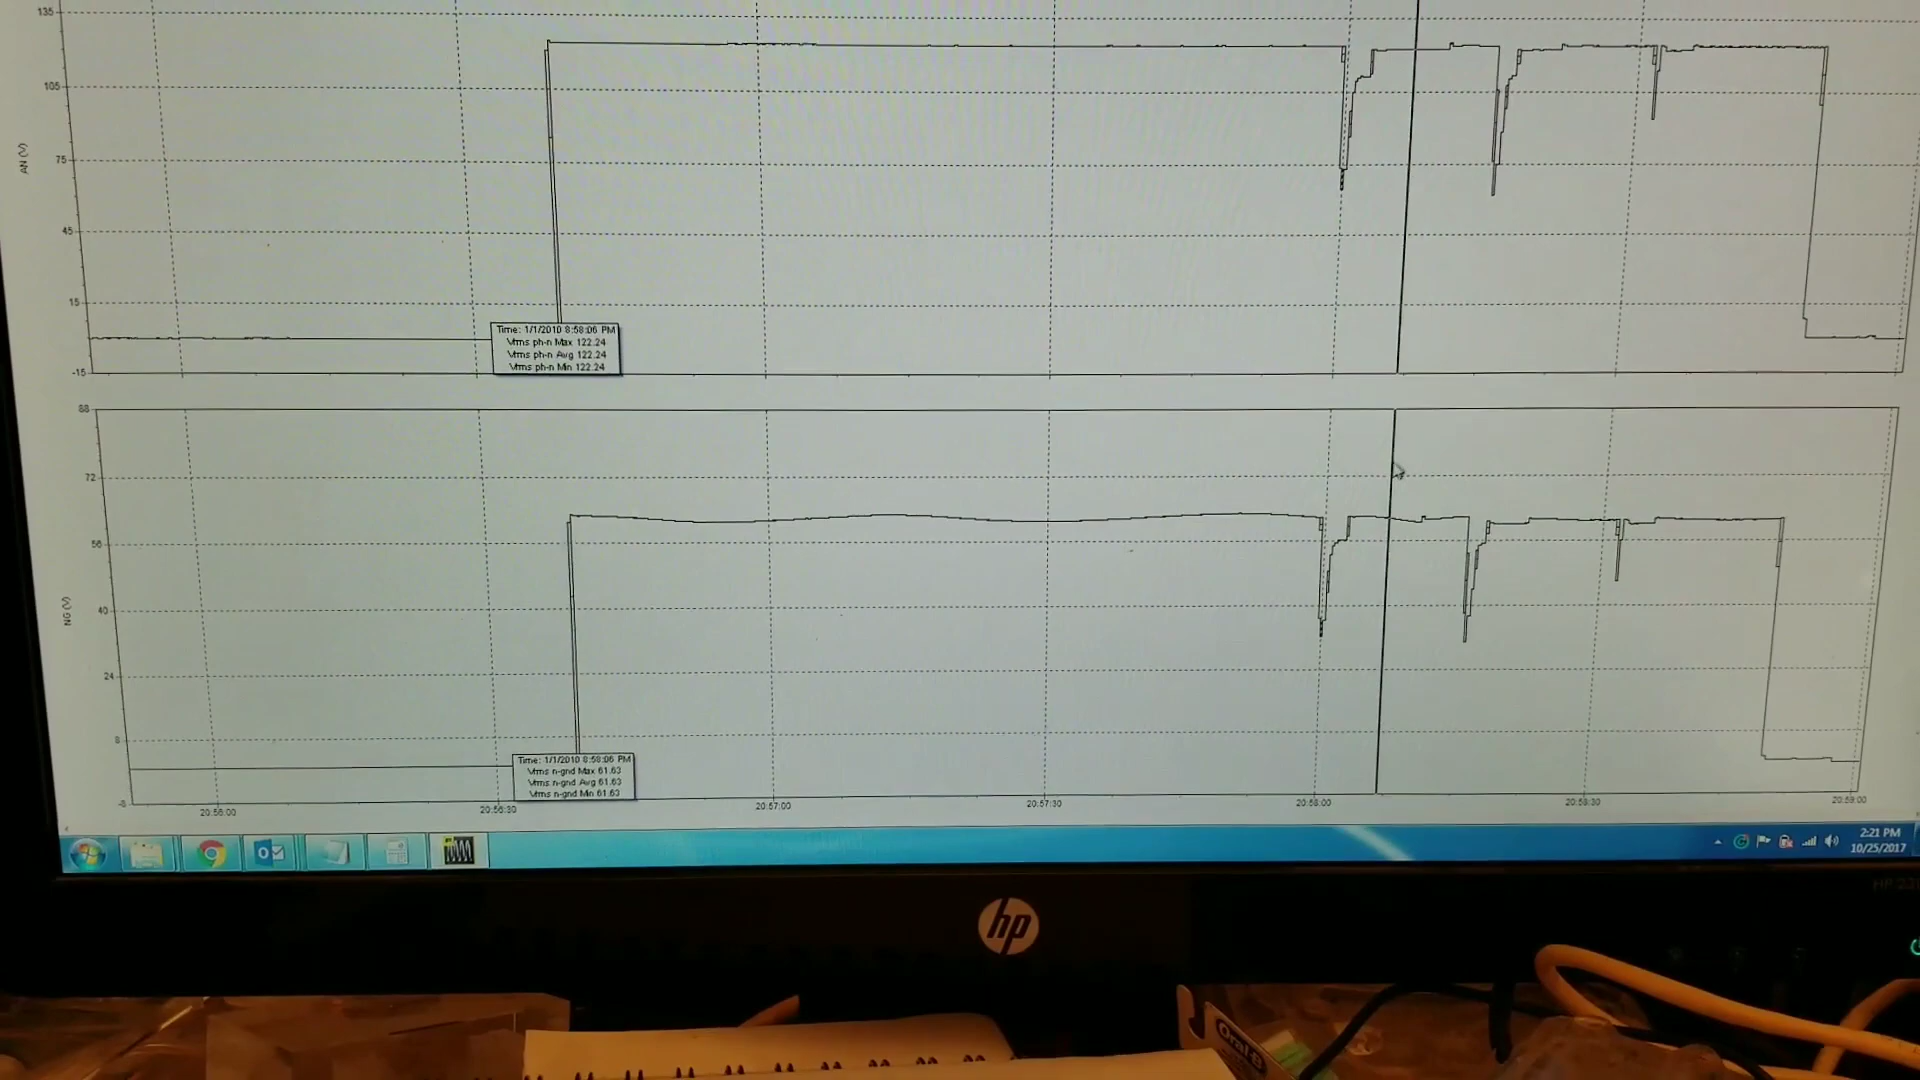 135
105
AN (V)
75
45
15
-15
Time: 1/1/2010 8:58:06 PM
Vrms ph-n Max 122.24
Vrms ph-n Avg 122.24
Vrms ph-n Min 122.24
88
72
56
NG (V)
40
24
8
-8
Time: 1/1/2010 8:58:06 PM
Vrms n-gnd Max 61.63
Vrms n-gnd Avg 61.63
Vrms n-gnd Min 61.63
20:56:00 20:56:30 20:57:00 20:57:30 20:58:00 20:58:30 20:59:00
2:21 PM
10/25/2017
hp
Oral-B